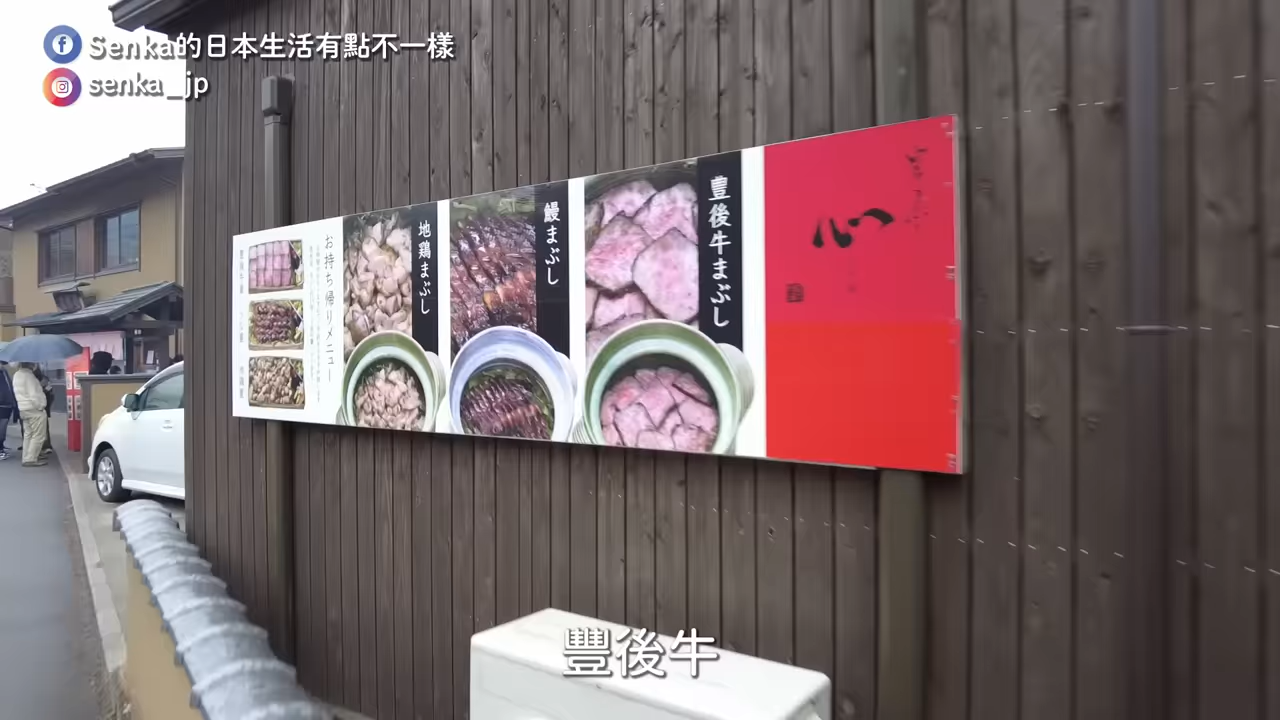 Senka的日本生活有點不一樣
senka_jp
心
豊後牛まぶし
鰻まぶし
地鶏まぶし
お持ち帰りメニュー
豐後牛